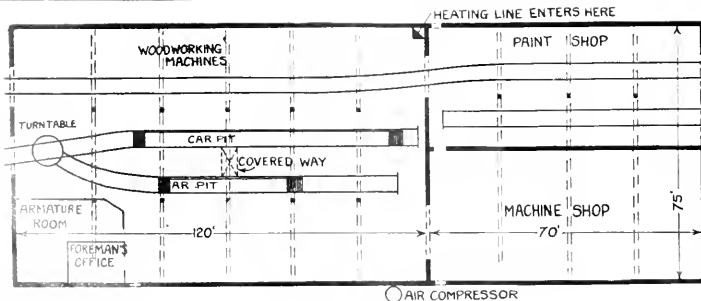 HEATING LINE ENTERS HERE
WOODWORKING
MACHINES
PAINT SHOP
TURNTABLE
CAR PIT
COVERED WAY
AR PIT
75'
ARMATURE
ROOM
120'
MACHINE SHOP
70'
FOREMAN'S
OFFICE
AIR COMPRESSOR